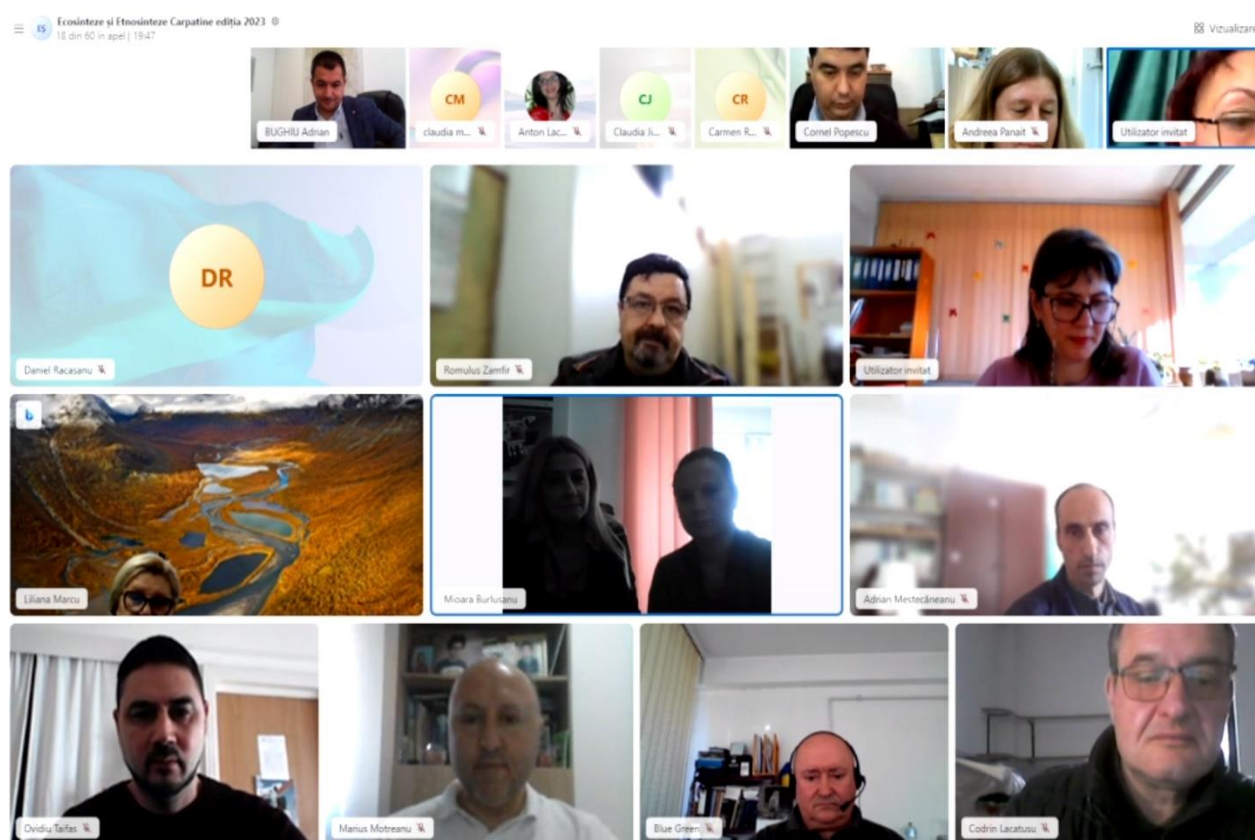 ES
Ecosinteze și Etnosinteze Carpatine ediția 2023
18 din 60 în apel | 19:47
Vizualizare
BUGHIU Adrian
CM
claudia m...
Anton Lac...
CJ
Claudia Ji...
CR
Carmen R...
Cornel Popescu
Andreea Panait
Utilizator invitat
DR
Daniel Racasanu
Romulus Zamfir
Utilizator invitat
Liliana Marcu
Mioara Burlusanu
Adrian Mestecăneanu
Ovidiu Taifas
Marius Motreanu
Blue Green
Codrin Lacatusu